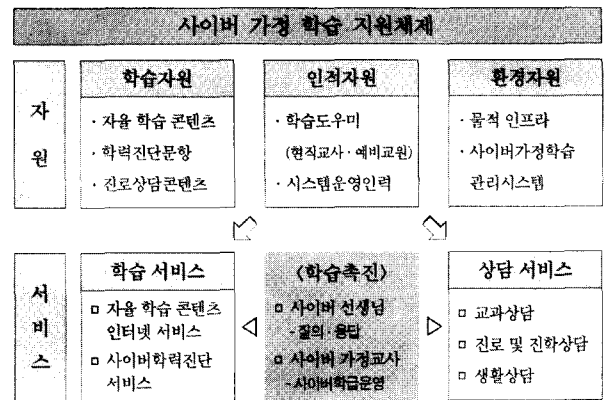 사이버 가정 학습 지원체제
자원
학습자원
· 자율 학습 콘텐츠
· 학력진단문항
· 진로상담콘텐츠
인적자원
· 학습도우미
(현직교사 · 예비교원)
· 시스템운영인력
환경자원
· 물적 인프라
· 사이버가정학습
관리시스템
서비스
학습 서비스
□ 자율 학습 콘텐츠
인터넷 서비스
□ 사이버학력진단
서비스
〈학습촉진〉
□ 사이버 선생님
- 질의 · 응답
□ 사이버 가정교사
- 사이버학급운영
상담 서비스
□ 교과상담
□ 진로 및 진학상담
□ 생활상담